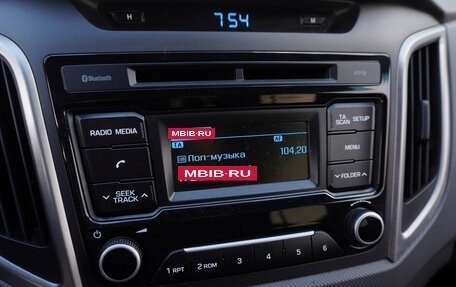 H
7:54
M
Bluetooth
MP3
RADIO MEDIA
TA
SCAN
SETUP
MBIB·RU
TA
AF
Поп-музыка
104.20
MBIB·RU
MENU
SEEK
TRACK
FOLDER
1 RPT
2 RDM
3
4
5
6